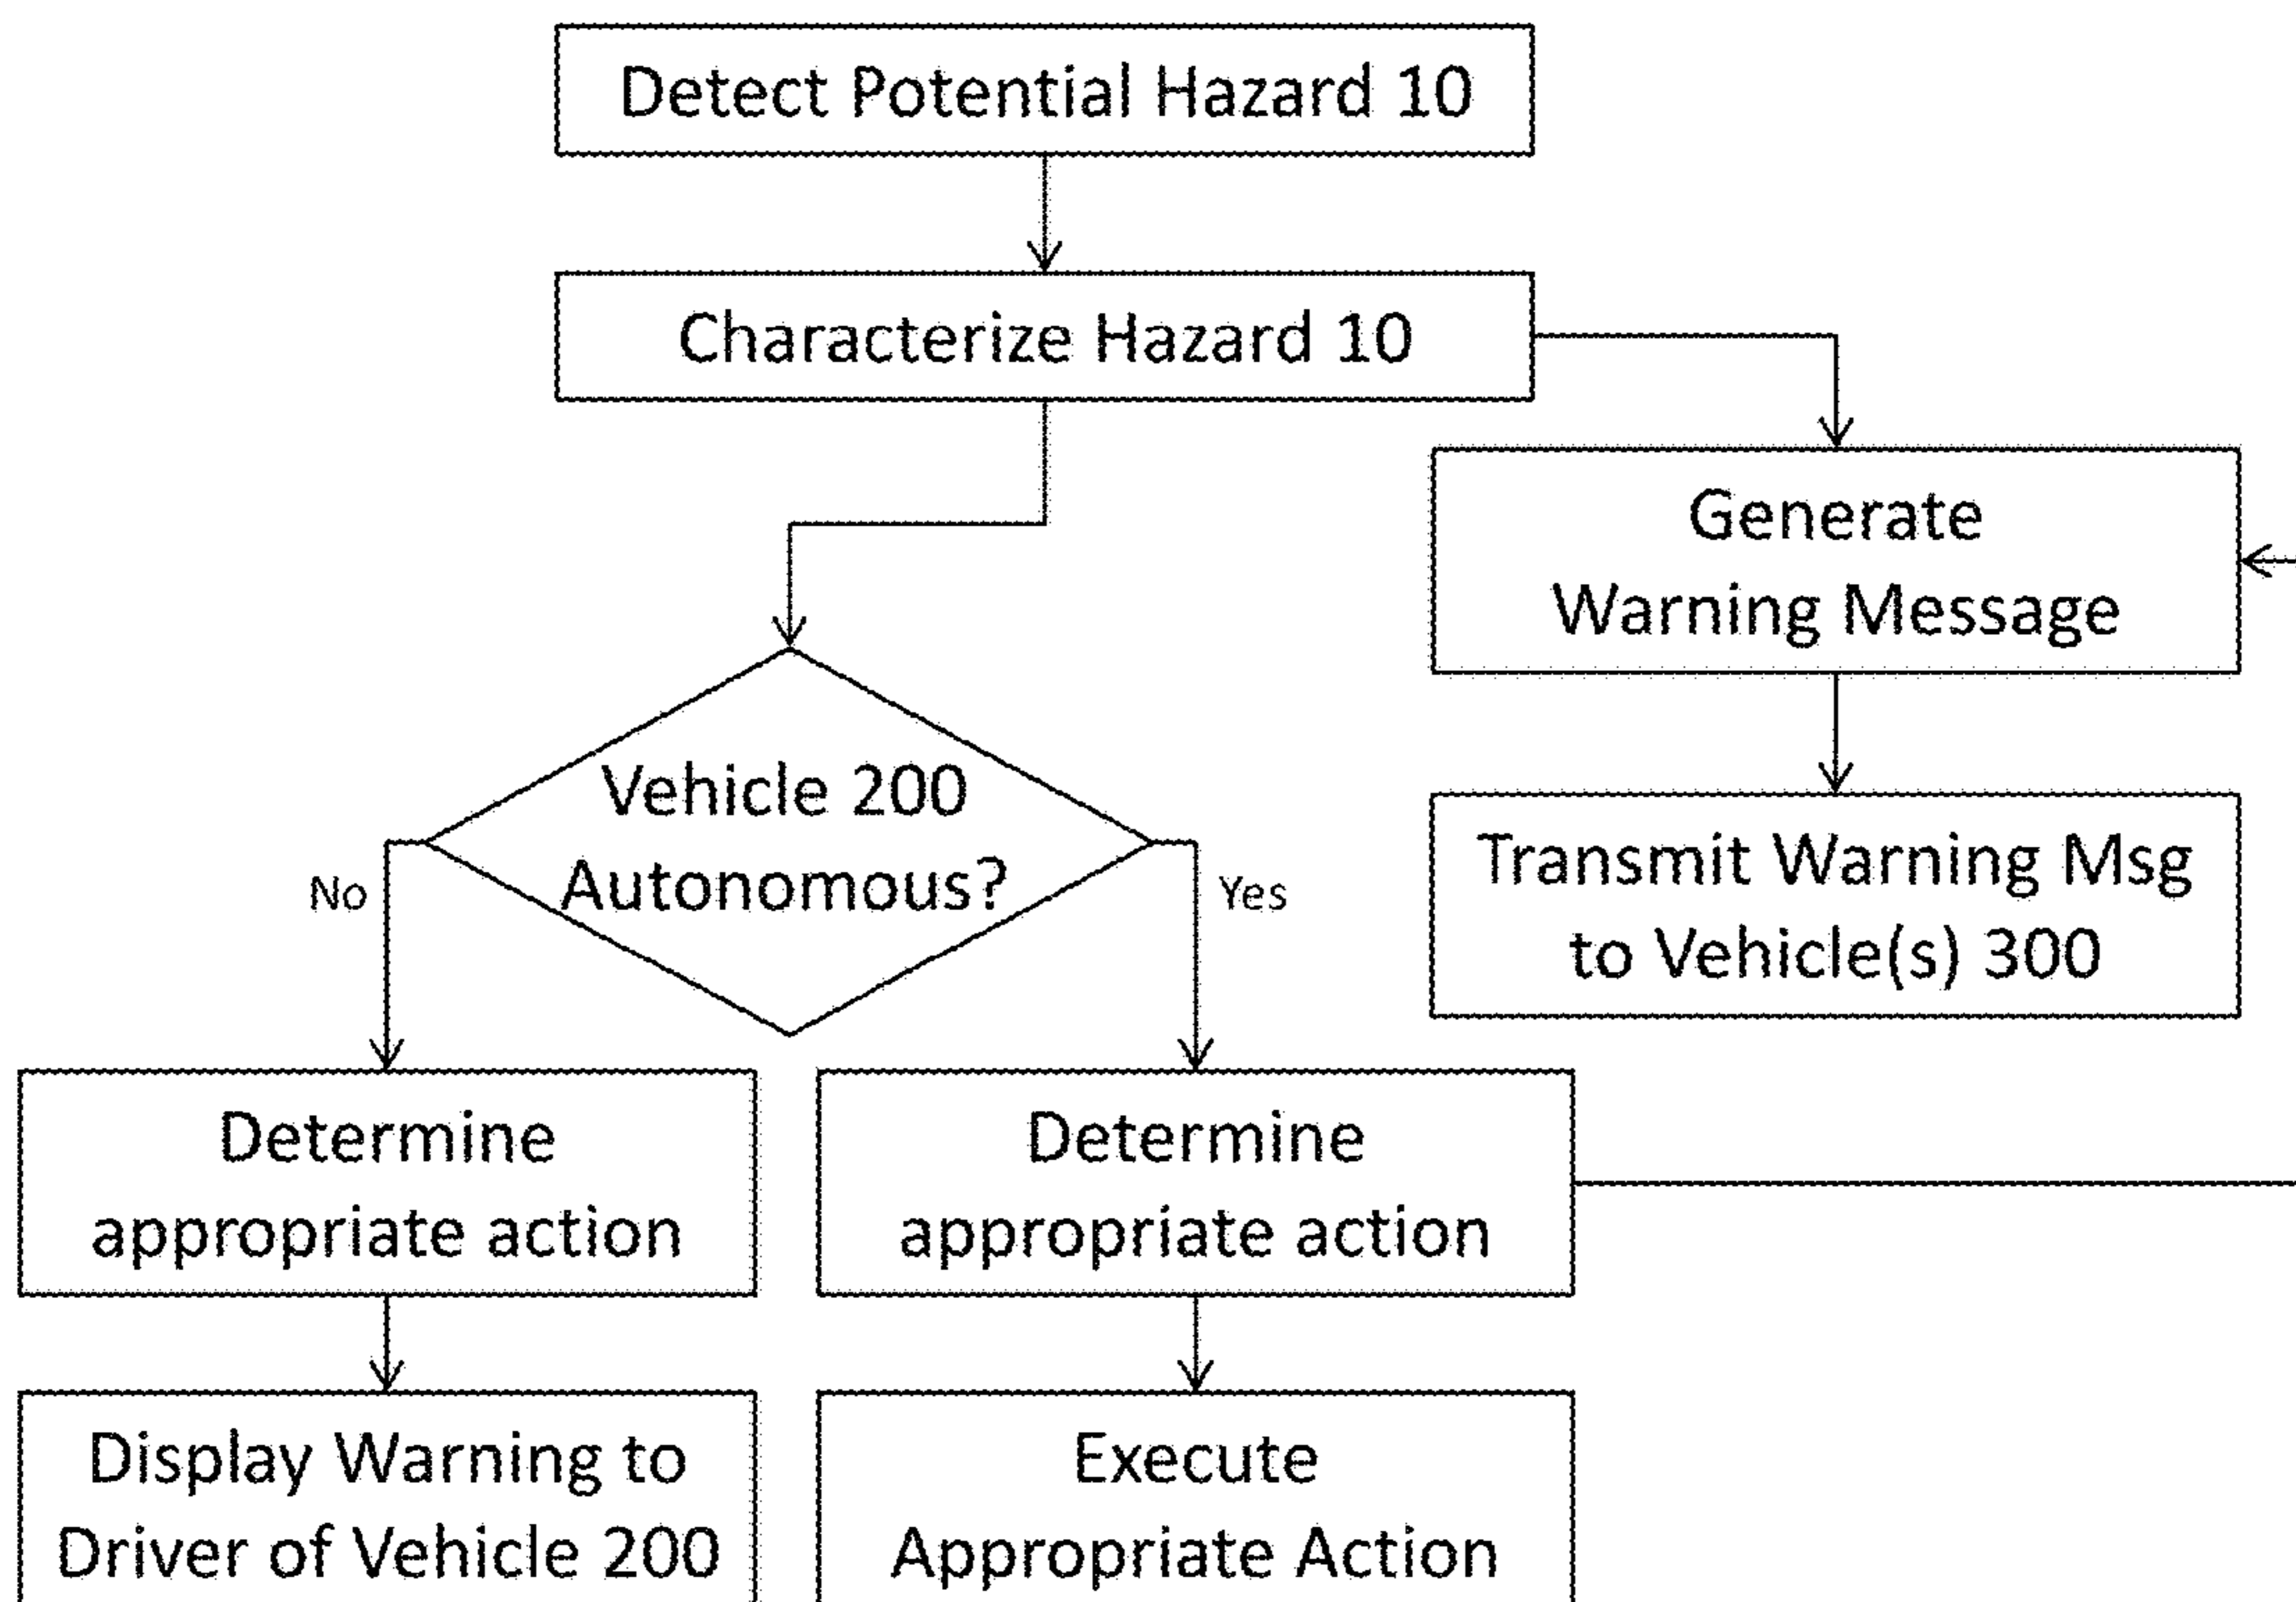 Detect Potential Hazard 10
Characterize Hazard 10
Generate
Warning Message
Vehicle 200
Autonomous?
No
Yes
Transmit Warning Msg
to Vehicle(s) 300
Determine
appropriate action
Determine
appropriate action
Display Warning to
Driver of Vehicle 200
Execute
Appropriate Action